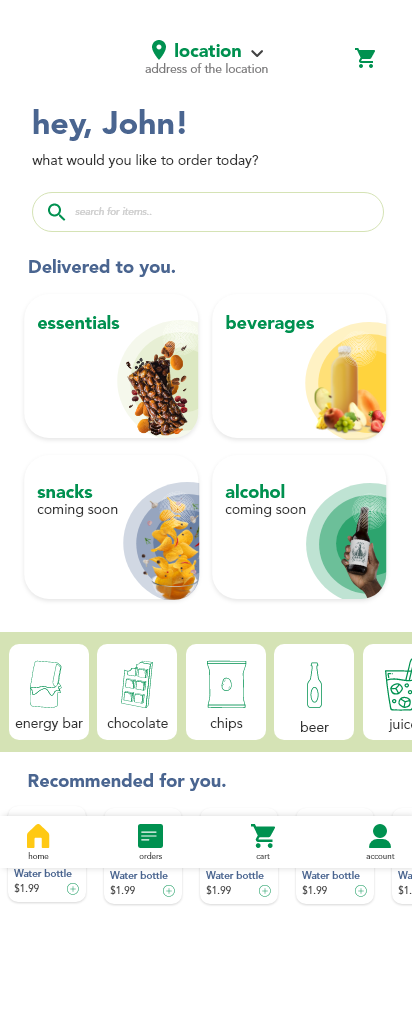 location
address of the location
hey, John!
what would you like to order today?
search for items..
Delivered to you.
essentials
beverages
snacks
coming soon
alcohol
coming soon
energy bar
chocolate
chips
beer
juice
Recommended for you.
home
orders
cart
account
Water bottle
$1.99
Water bottle
$1.99
Water bottle
$1.99
Water bottle
$1.99
Wate
$1.